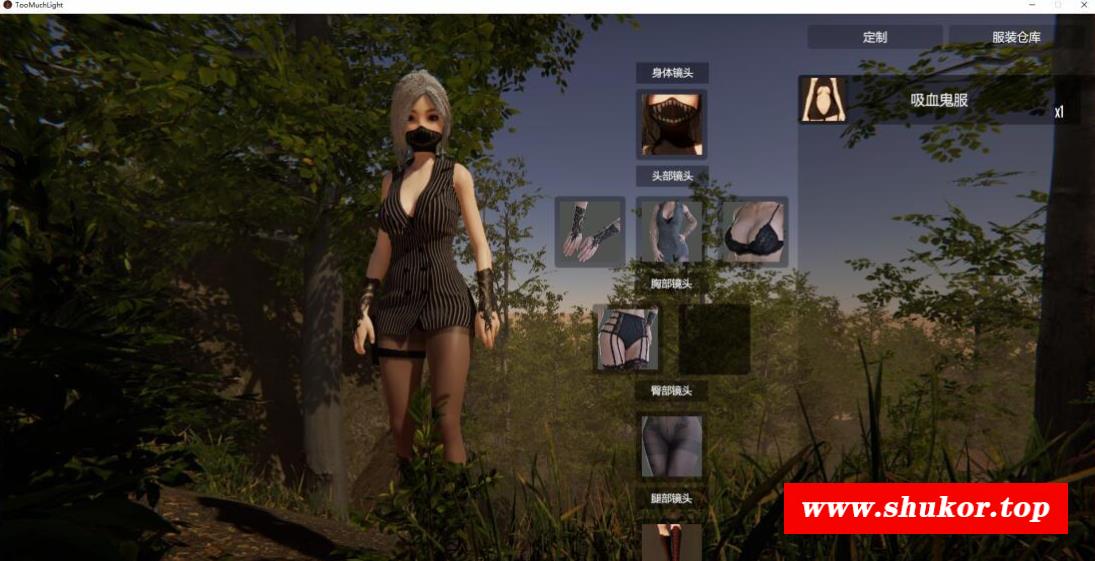 TooMuchLight
定制
服装仓库
身体镜头
吸血鬼服
x1
头部镜头
胸部镜头
臀部镜头
腿部镜头
www.shukor.top